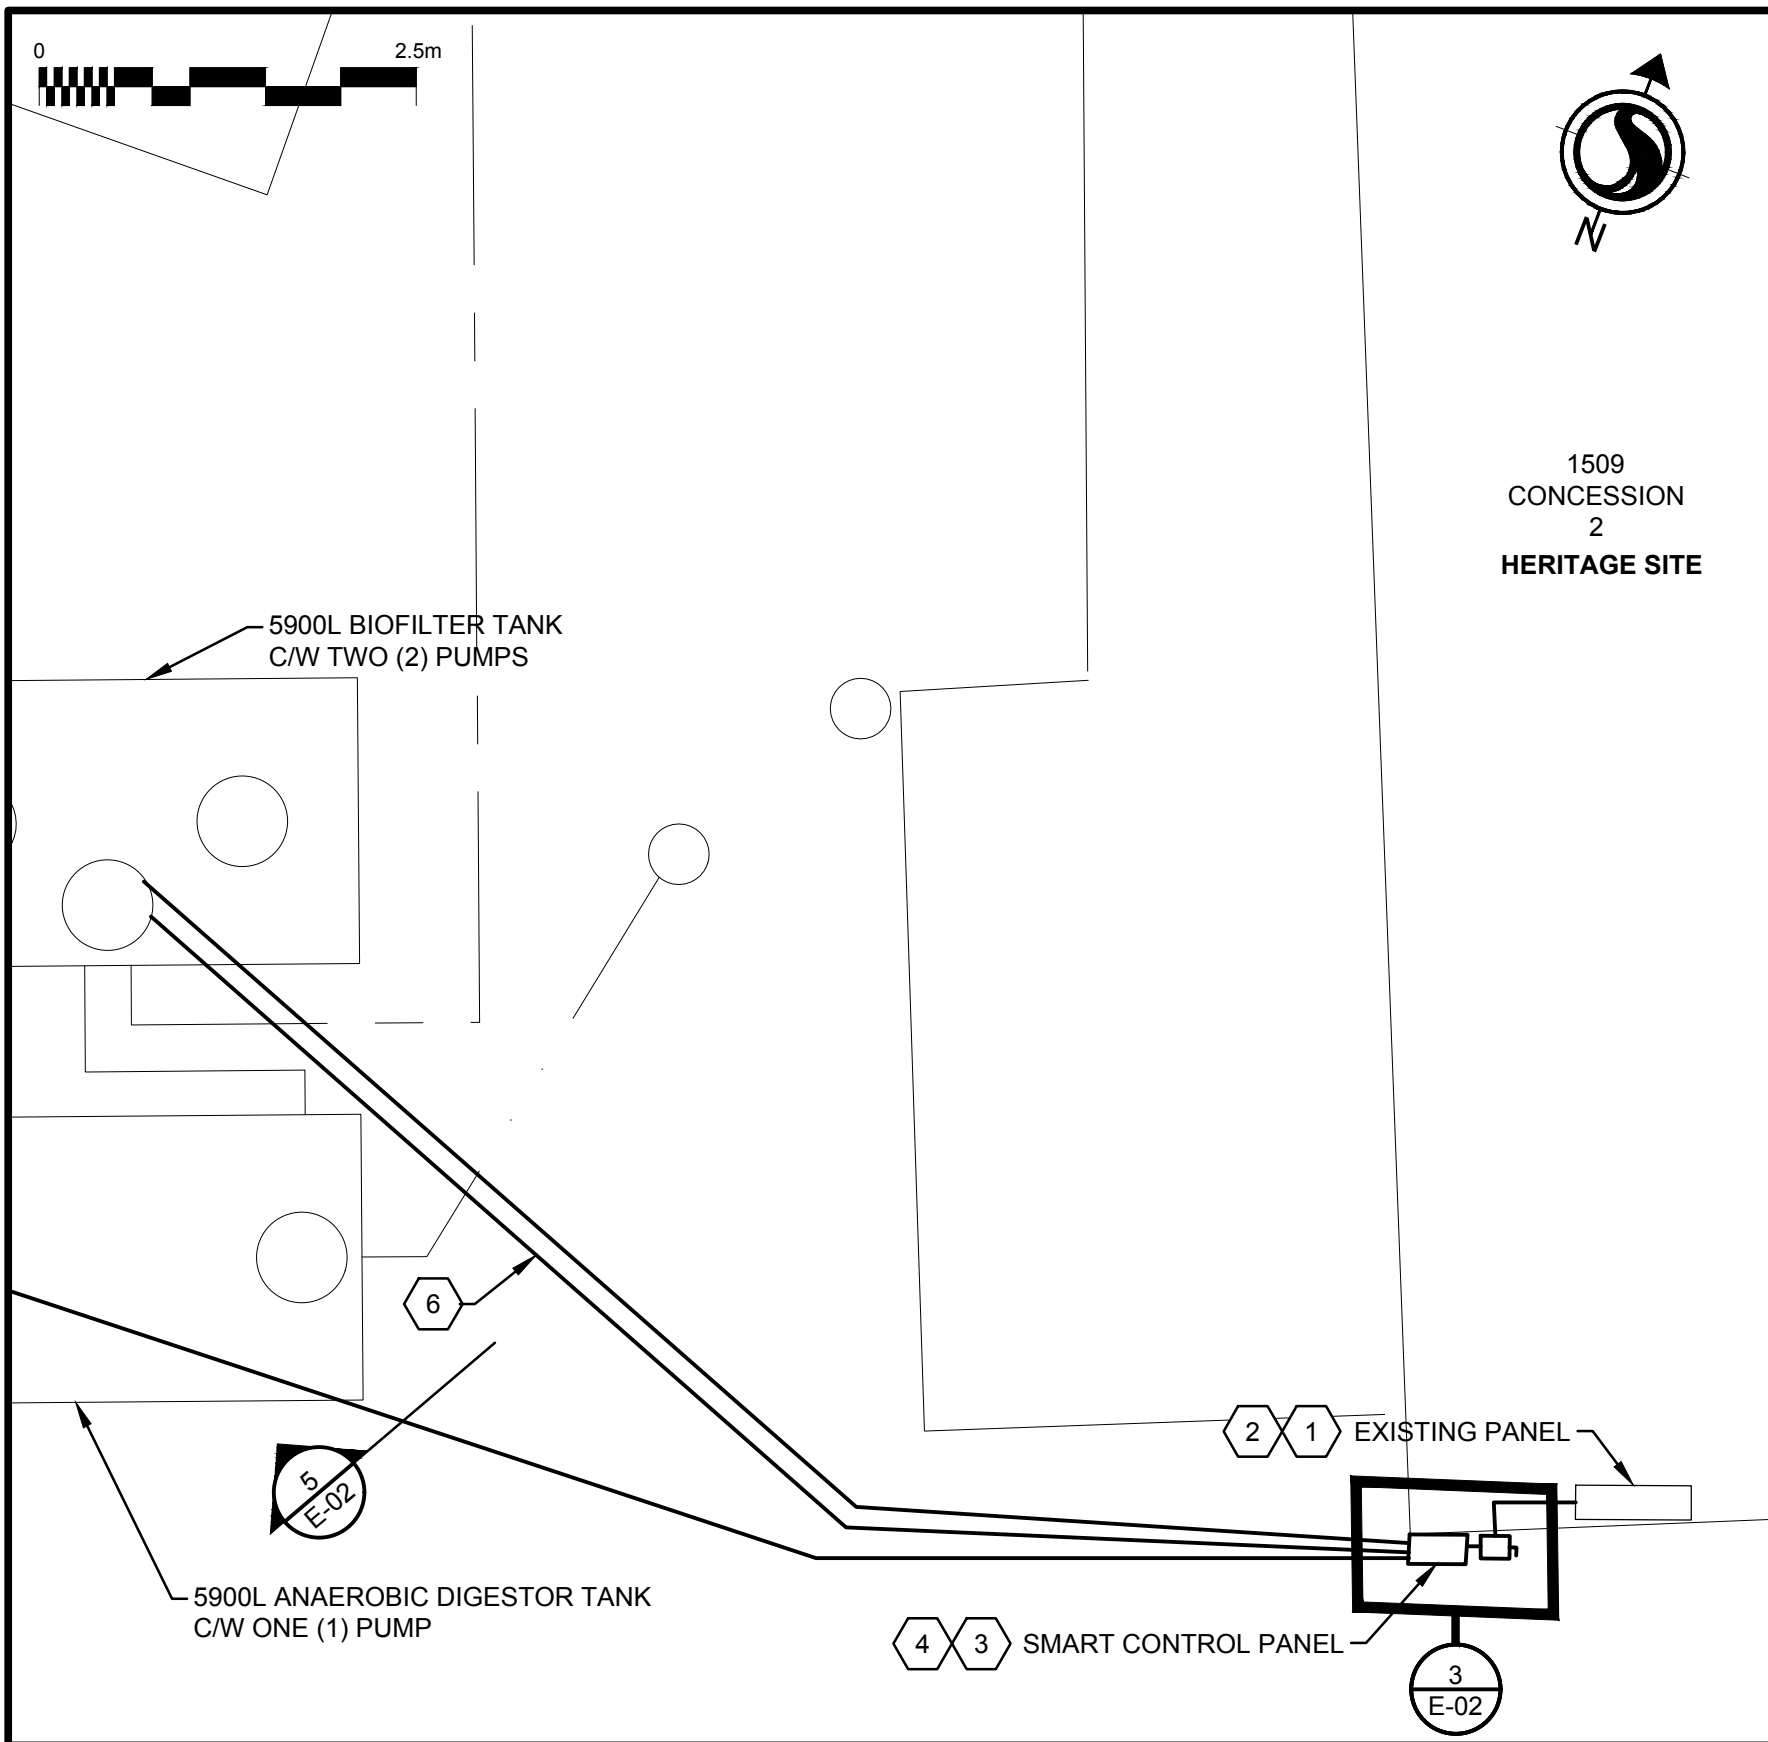 0
2.5m
N
1509
CONCESSION
2
HERITAGE SITE
5900L BIOFILTER TANK
C/W TWO (2) PUMPS
6
2 1 EXISTING PANEL
5
E-02
5900L ANAEROBIC DIGESTOR TANK
C/W ONE (1) PUMP
4 3 SMART CONTROL PANEL
3
E-02